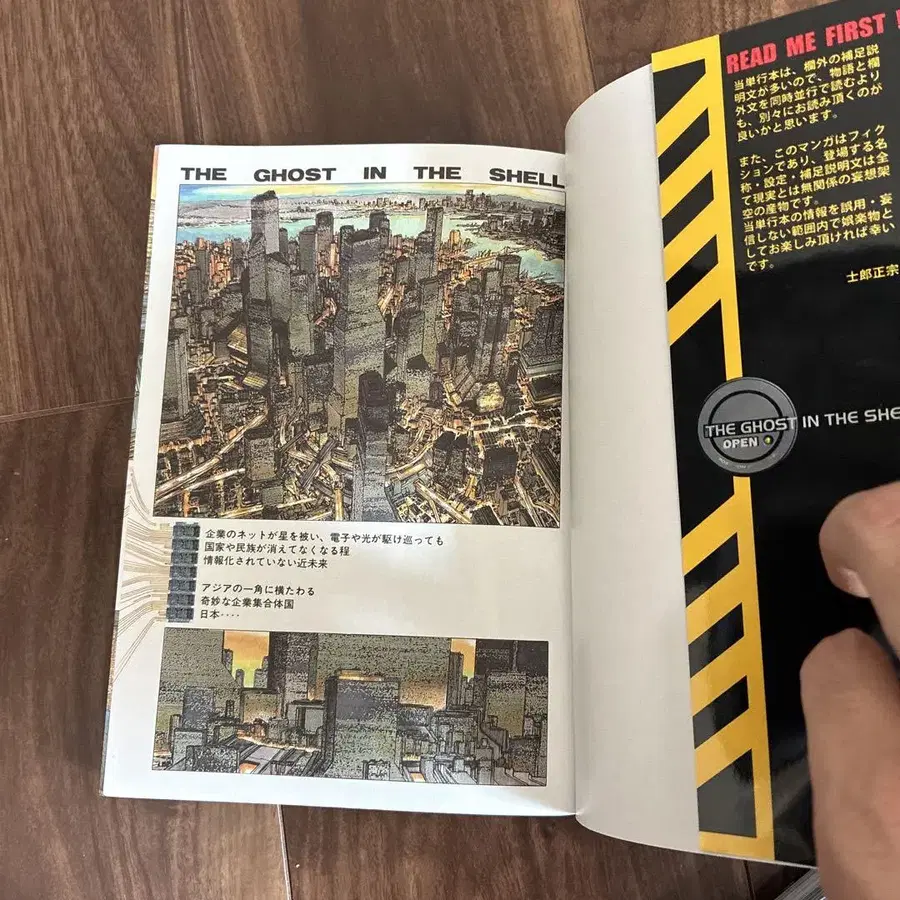 THE GHOST IN THE SHELL
企業のネットが星を被い、電子や光が駆け巡っても
国家や民族が消えてなくなる程
情報化されていない近未来
アジアの一角に横たわる
奇妙な企業集合体国
日本‥‥
READ ME FIRST !
当単行本は、欄外の補足説
明文が多いので、物語と欄
外文を同時並行で読むより
も、別々にお読み頂くのが
良いかと思います。
また、このマンガはフィク
ションであり、登場する名
称・設定・補足説明文は全
て現実とは無関係の妄想架
空の産物です。
当単行本の情報を誤用・妄
信しない範囲内で娯楽物と
してお楽しみ頂ければ幸い
です。
士郎正宗
THE GHOST IN THE SHE
OPEN